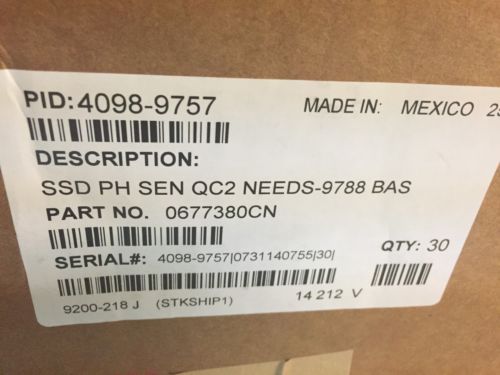 PID: 4098-9757 MADE IN: MEXICO
DESCRIPTION:
SSD PH SEN QC2 NEEDS-9788 BAS
PART NO. 0677380CN
QTY: 30
SERIAL#: 4098-9757|0731140755|30|
9200-218 J (STKSHIP1) 14 212 V